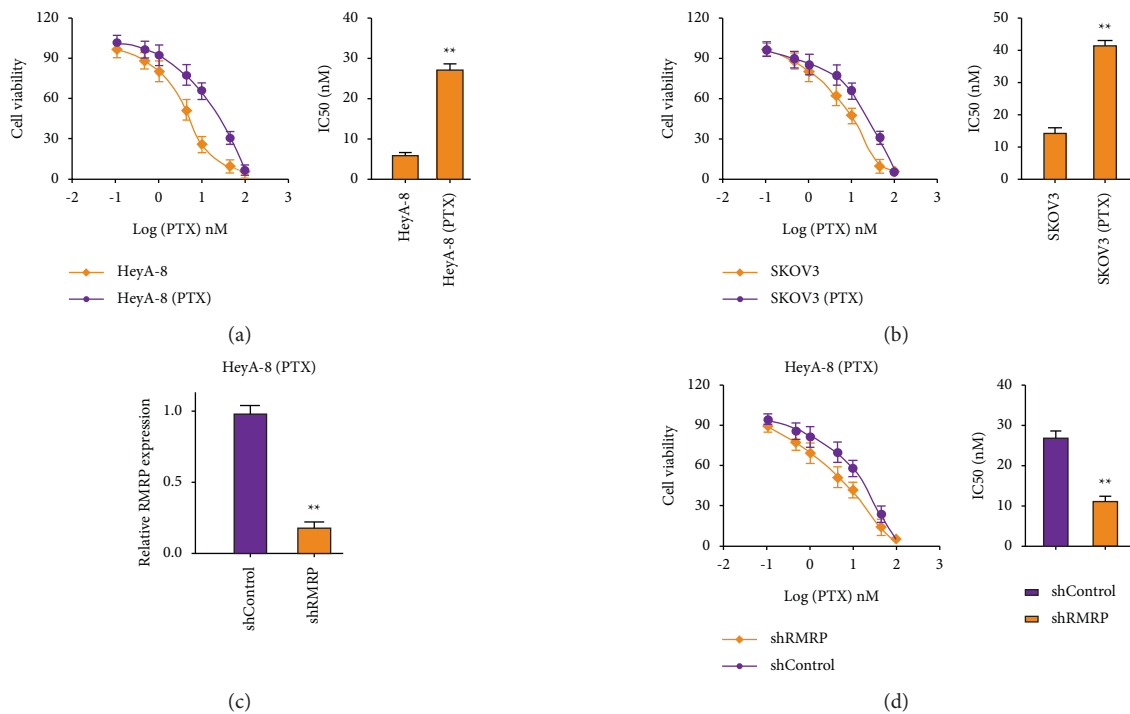 120
90
60
30
0
Cell viability
-2
-1
0
1
2
3
Log (PTX) nM
HeyA-8
HeyA-8 (PTX)
40
30
20
10
0
IC50 (nM)
**
HeyA-8
HeyA-8 (PTX)
(a)
120
90
60
30
0
Cell viability
-2
-1
0
1
2
3
Log (PTX) nM
SKOV3
SKOV3 (PTX)
50
40
30
20
10
0
IC50 (nM)
**
SKOV3
SKOV3 (PTX)
(b)
HeyA-8 (PTX)
1.0
0.5
0.0
Relative RMRP expression
**
shControl
shRMRP
(c)
HeyA-8 (PTX)
120
90
60
30
0
Cell viability
-2
-1
0
1
2
3
Log (PTX) nM
shRMRP
shControl
40
30
20
10
0
IC50 (nM)
**
shControl
shRMRP
(d)